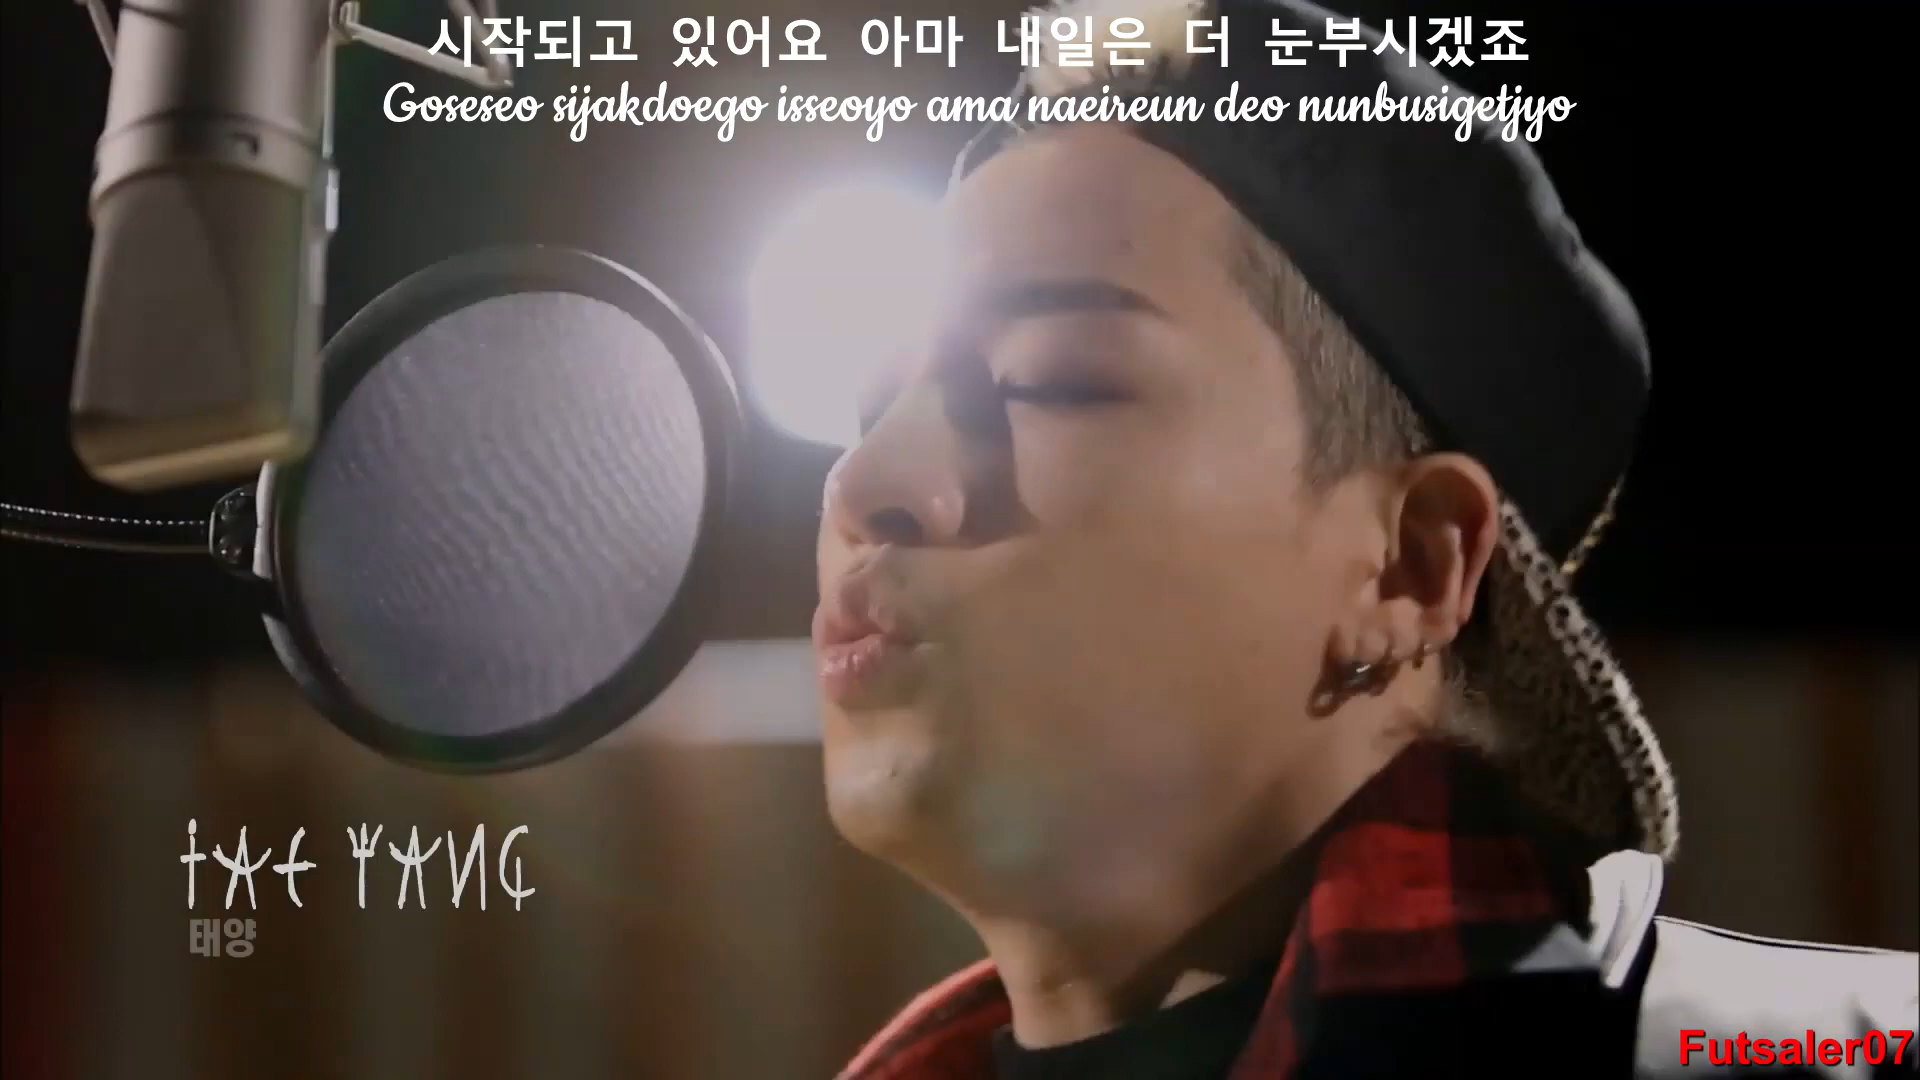 시작되고 있어요 아마 내일은 더 눈부시겠죠
Goseseo sijakdoego isseoyo ama naeireun deo nunbusigetjyo
TAE YANG
태양
Futsaler07